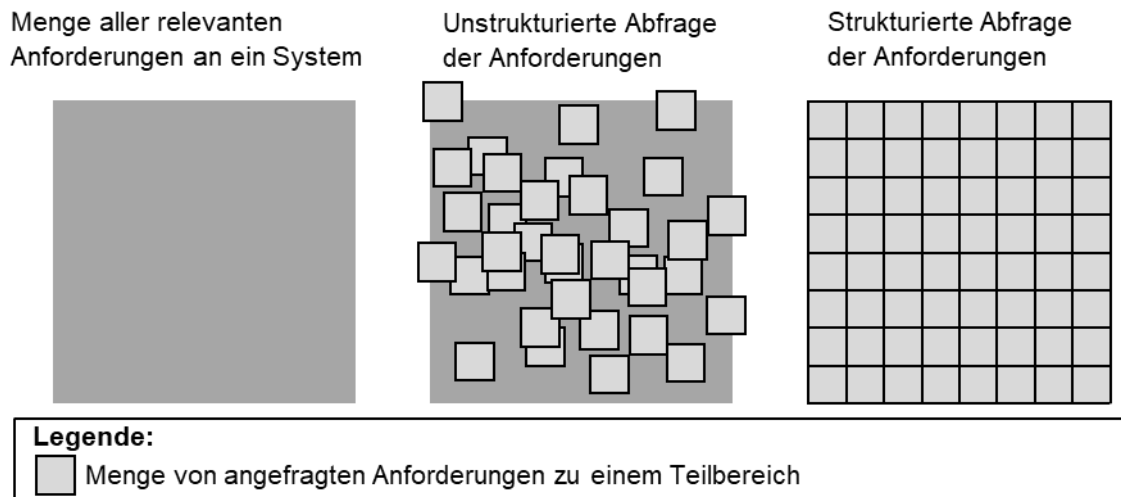 Menge aller relevanten
Anforderungen an ein System
Unstrukturierte Abfrage
der Anforderungen
Strukturierte Abfrage
der Anforderungen
Legende:
Menge von angefragten Anforderungen zu einem Teilbereich